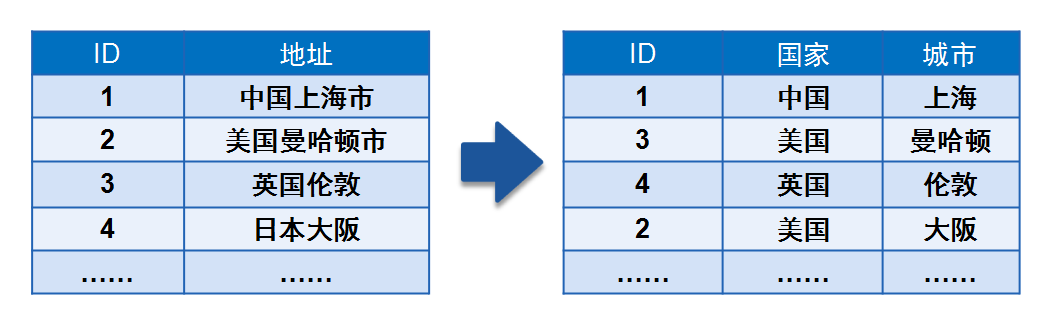 ID 地址
1 中国上海市
2 美国曼哈顿市
3 英国伦敦
4 日本大阪
…… ……
ID 国家 城市
1 中国 上海
3 美国 曼哈顿
4 英国 伦敦
2 美国 大阪
…… …… ……